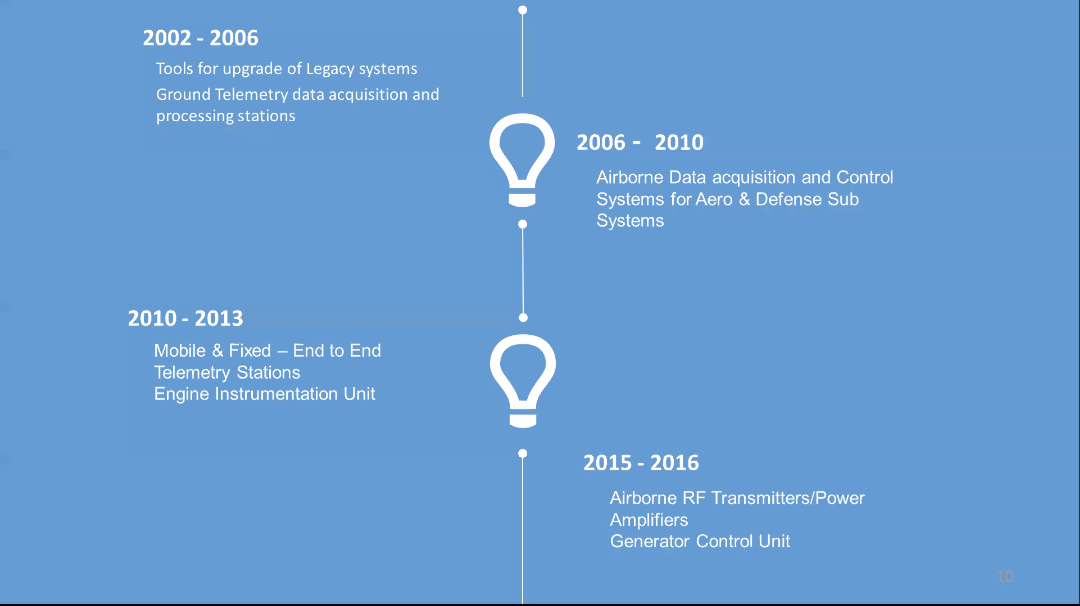 2002 - 2006
Tools for upgrade of Legacy systems
Ground Telemetry data acquisition and
processing stations
2006 - 2010
Airborne Data acquisition and Control
Systems for Aero & Defense Sub
Systems
2010 - 2013
Mobile & Fixed – End to End
Telemetry Stations
Engine Instrumentation Unit
2015 - 2016
Airborne RF Transmitters/Power
Amplifiers
Generator Control Unit
10